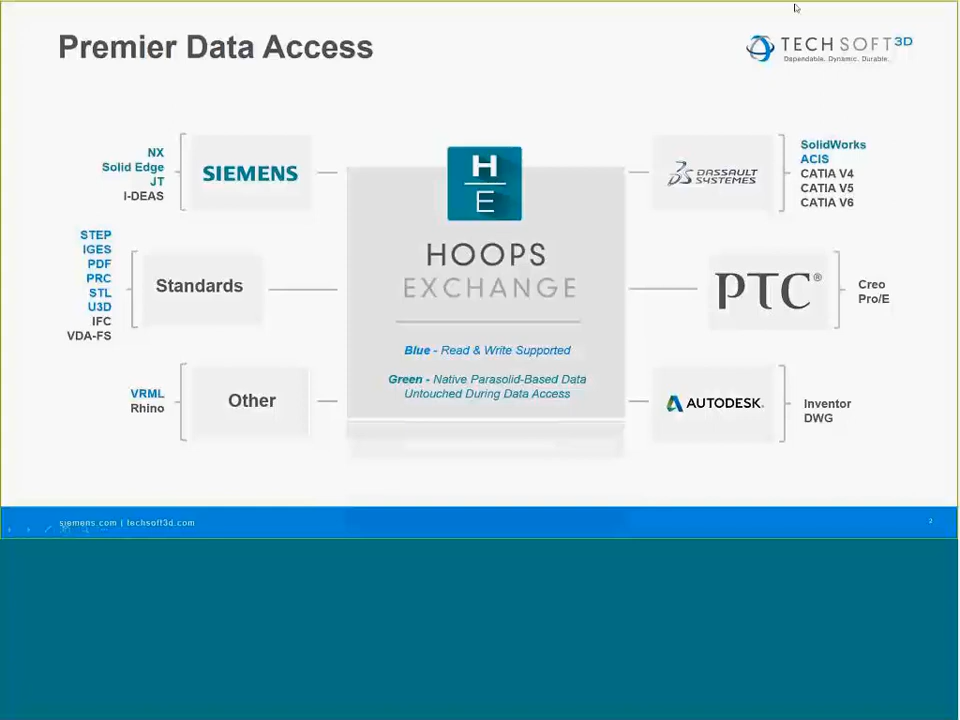 Premier Data Access
TECH SOFT 3D
Dependable. Dynamic. Durable.
NX
Solid Edge
JT
I-DEAS
SIEMENS
STEP
IGES
PDF
PRC
STL
U3D
IFC
VDA-FS
Standards
VRML
Rhino
Other
H
E
HOOPS
EXCHANGE
Blue - Read & Write Supported
Green - Native Parasolid-Based Data
Untouched During Data Access
DASSAULT
SYSTEMES
SolidWorks
ACIS
CATIA V4
CATIA V5
CATIA V6
PTC®
Creo
Pro/E
AUTODESK.
Inventor
DWG
siemens.com | techsoft3d.com
2